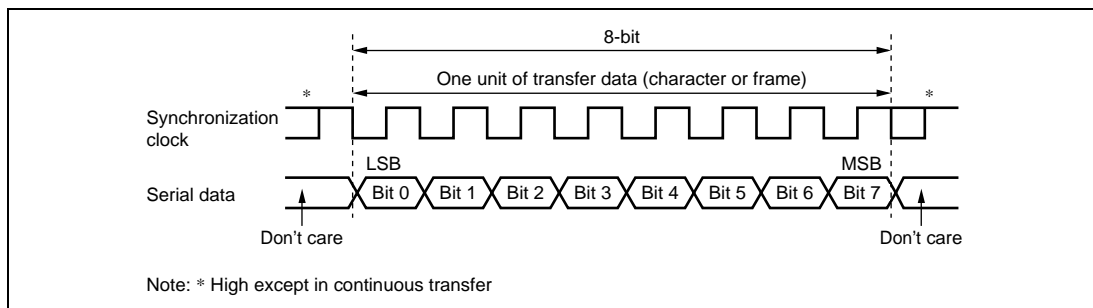 8-bit
One unit of transfer data (character or frame)
* *
Synchronization
clock
LSB MSB
Serial data Bit 0 Bit 1 Bit 2 Bit 3 Bit 4 Bit 5 Bit 6 Bit 7
Don't care Don't care
Note: * High except in continuous transfer